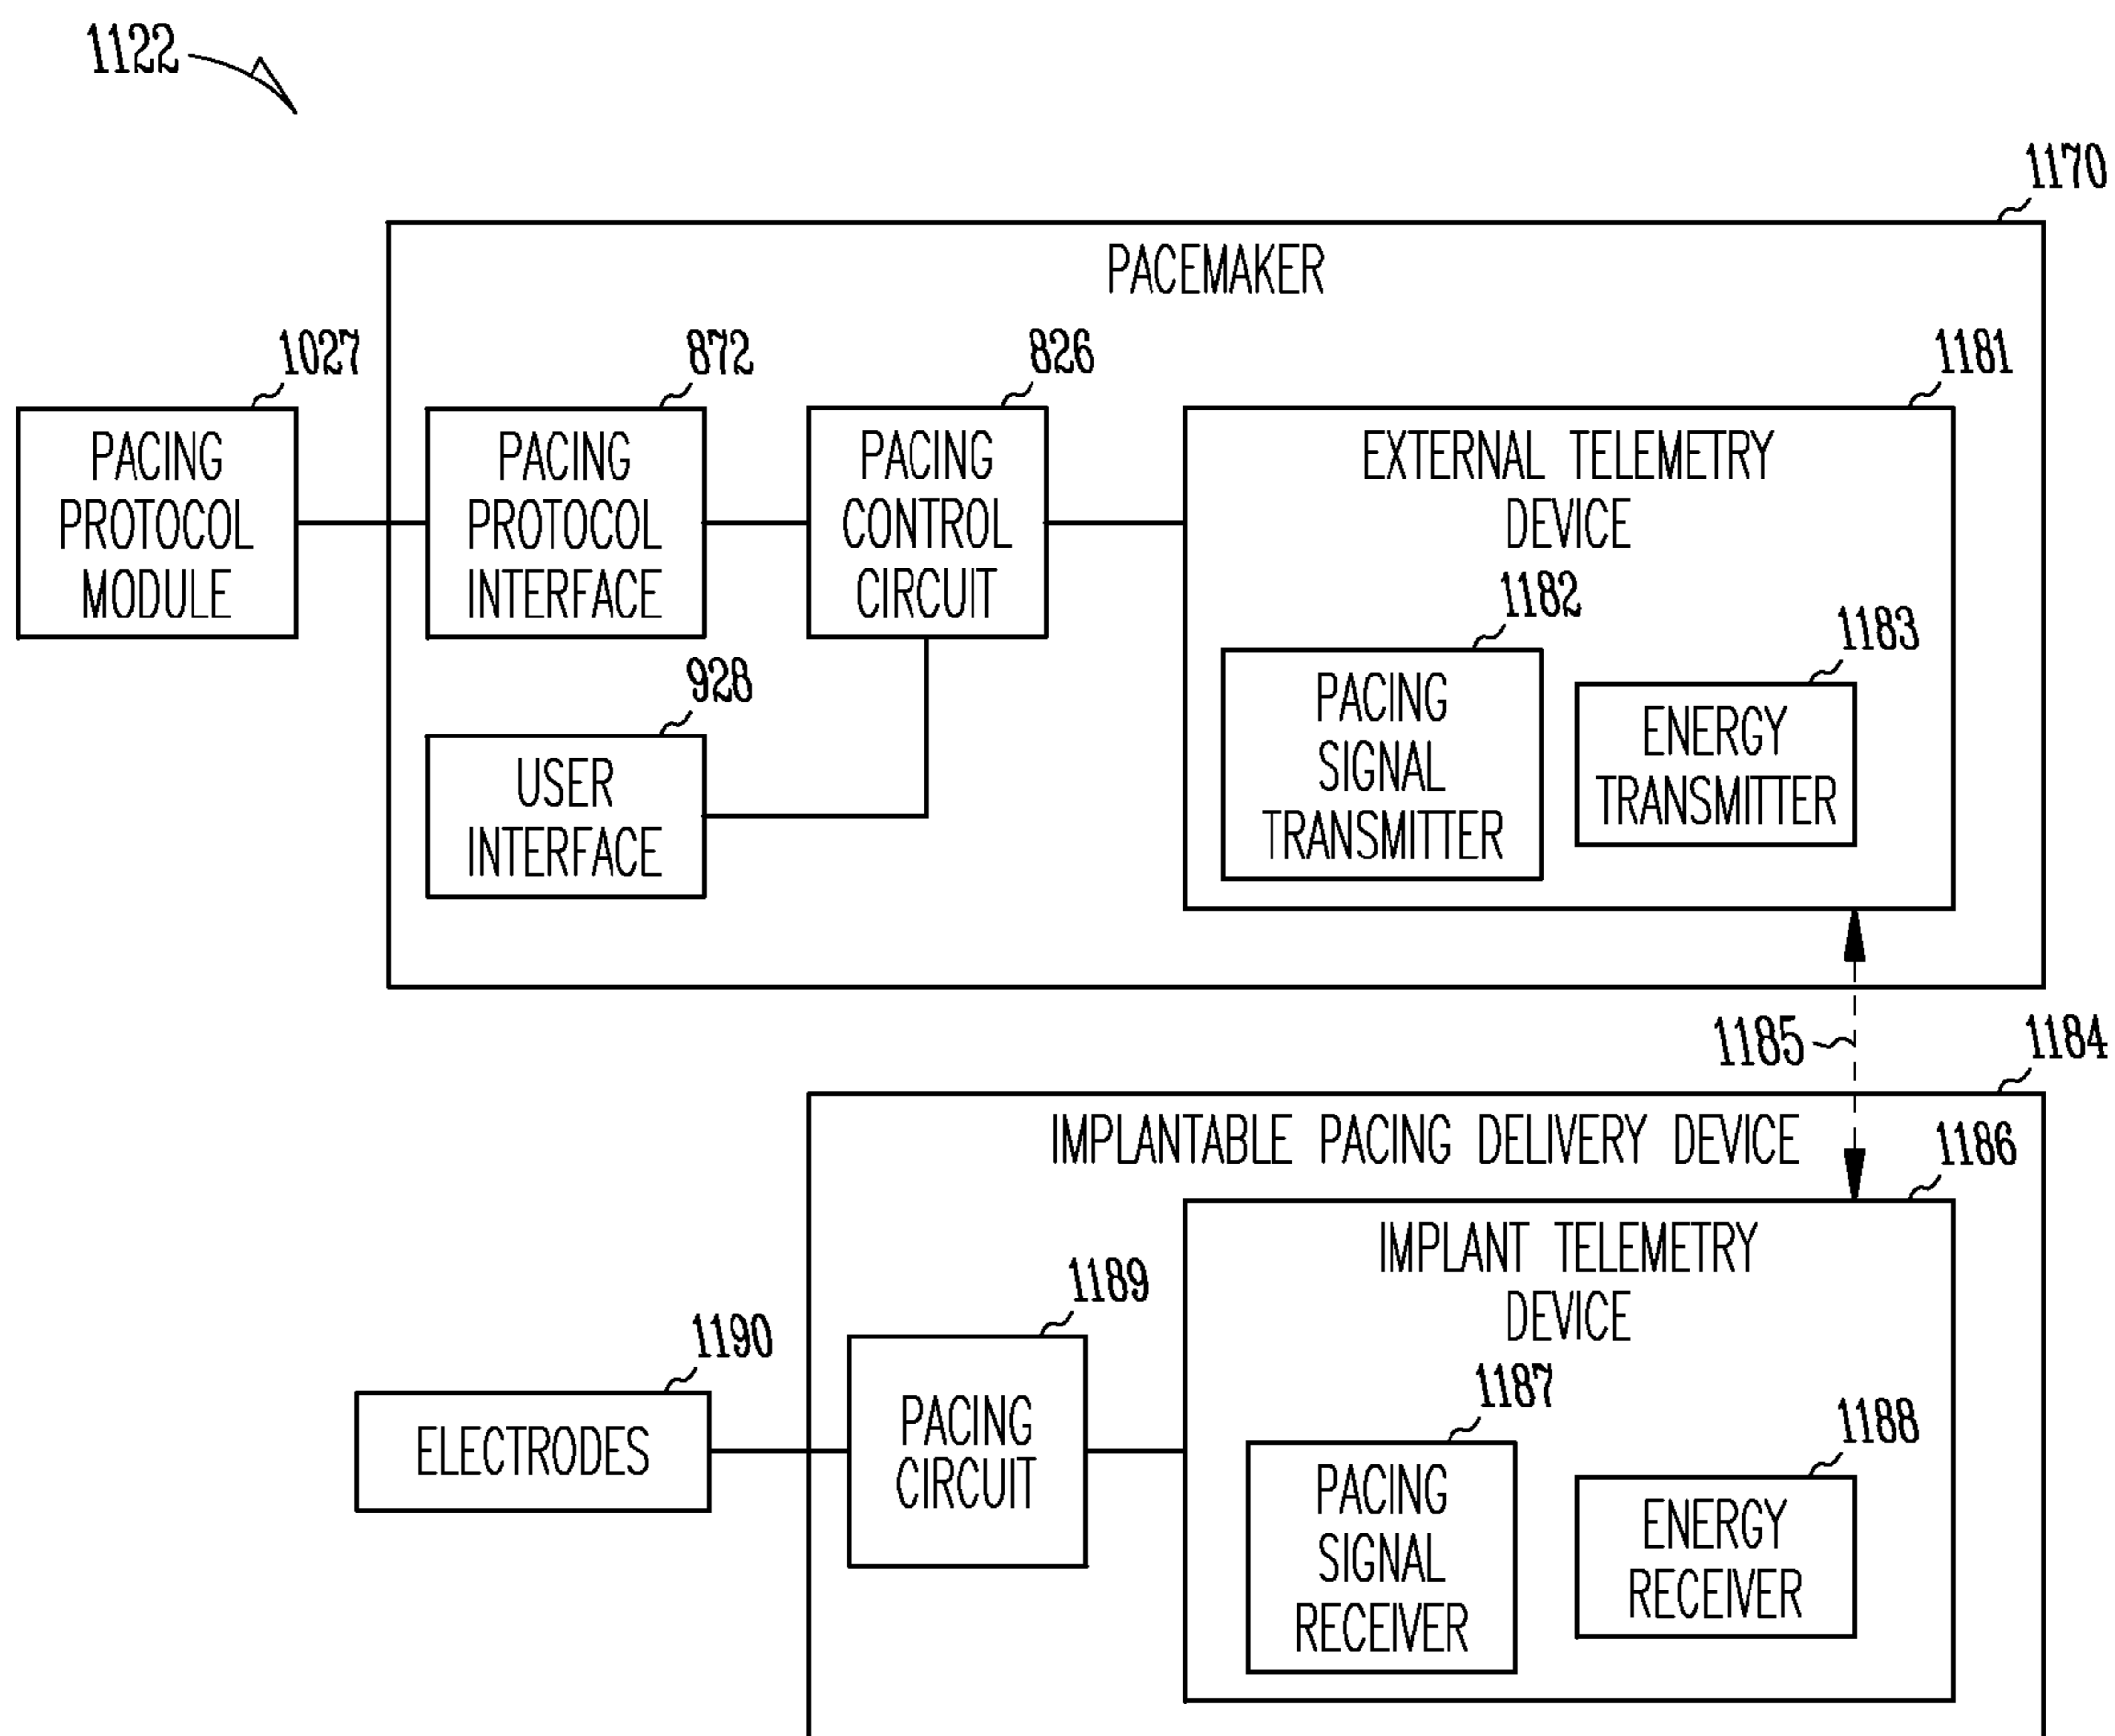 1122
1170
PACEMAKER
1027
PACING
PROTOCOL
MODULE
872
PACING
PROTOCOL
INTERFACE
826
PACING
CONTROL
CIRCUIT
1181
EXTERNAL TELEMETRY
DEVICE
1182
PACING
SIGNAL
TRANSMITTER
1183
ENERGY
TRANSMITTER
928
USER
INTERFACE
1185
1184
IMPLANTABLE PACING DELIVERY DEVICE
1186
IMPLANT TELEMETRY
DEVICE
1190
ELECTRODES
1189
PACING
CIRCUIT
1187
PACING
SIGNAL
RECEIVER
1188
ENERGY
RECEIVER